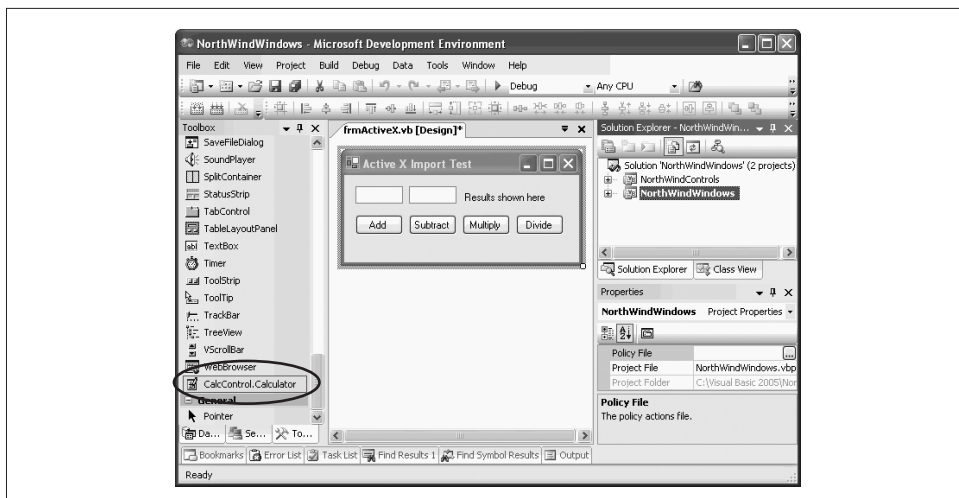 NorthWindWindows - Microsoft Development Environment
File Edit View Project Build Debug Data Tools Window Help
Debug Any CPU
Toolbox
SaveFileDialog
SoundPlayer
SplitContainer
StatusStrip
TabControl
TableLayoutPanel
TextBox
Timer
ToolStrip
ToolTip
TrackBar
TreeView
VScrollBar
WebBrowser
CalcControl.Calculator
General
Pointer
Da... Se... To...
frmActiveX.vb [Design]*
Active X Import Test
Results shown here
Add Subtract Multiply Divide
Solution Explorer - NorthWindWin...
Solution 'NorthWindWindows' (2 projects)
NorthWindControls
NorthWindWindows
Solution Explorer Class View
Properties
NorthWindWindows Project Properties
Policy File
Project File NorthWindWindows.vbp
Project Folder C:\Visual Basic 2005\Nor
Policy File
The policy actions file.
Bookmarks Error List Task List Find Results 1 Find Symbol Results Output
Ready